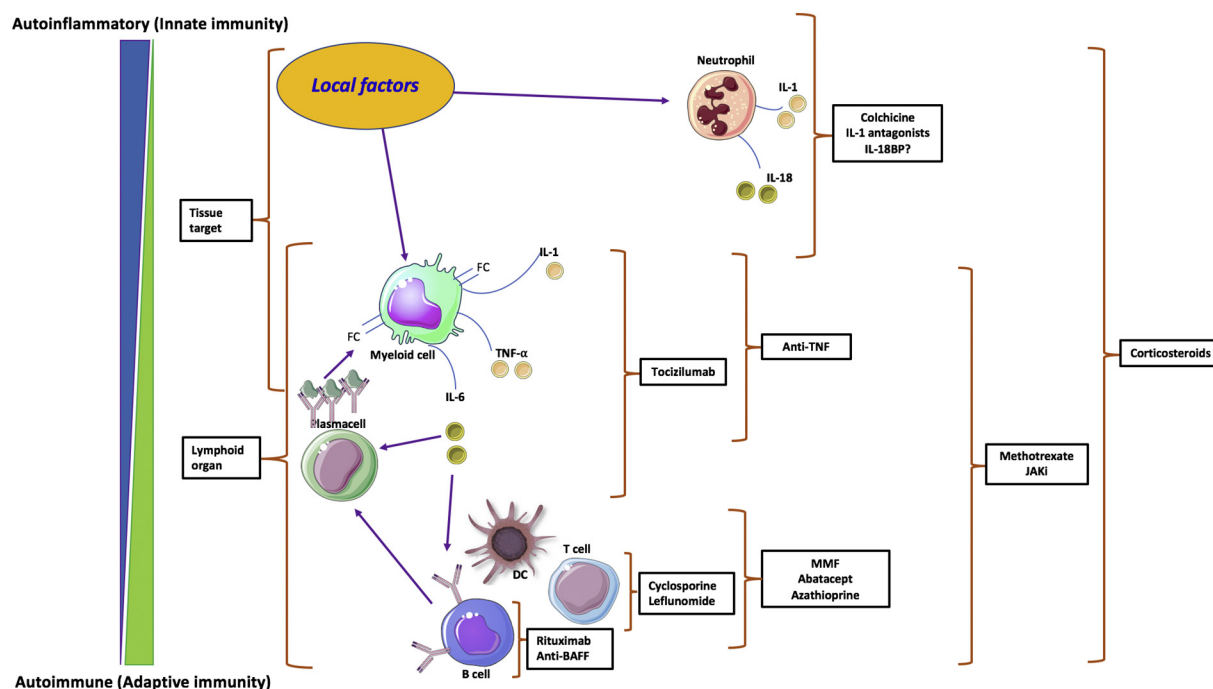 Autoinflammatory (Innate immunity)
Local factors
Neutrophil
IL-1
IL-18
Colchicine
IL-1 antagonists
IL-18BP?
Tissue
target
FC
IL-1
FC
Myeloid cell
TNF-α
IL-6
Tocizilumab
Anti-TNF
Corticosteroids
Plasmacell
Lymphoid
organ
Methotrexate
JAKi
DC
T cell
Cyclosporine
Leflunomide
MMF
Abatacept
Azathioprine
B cell
Rituximab
Anti-BAFF
Autoimmune (Adaptive immunity)